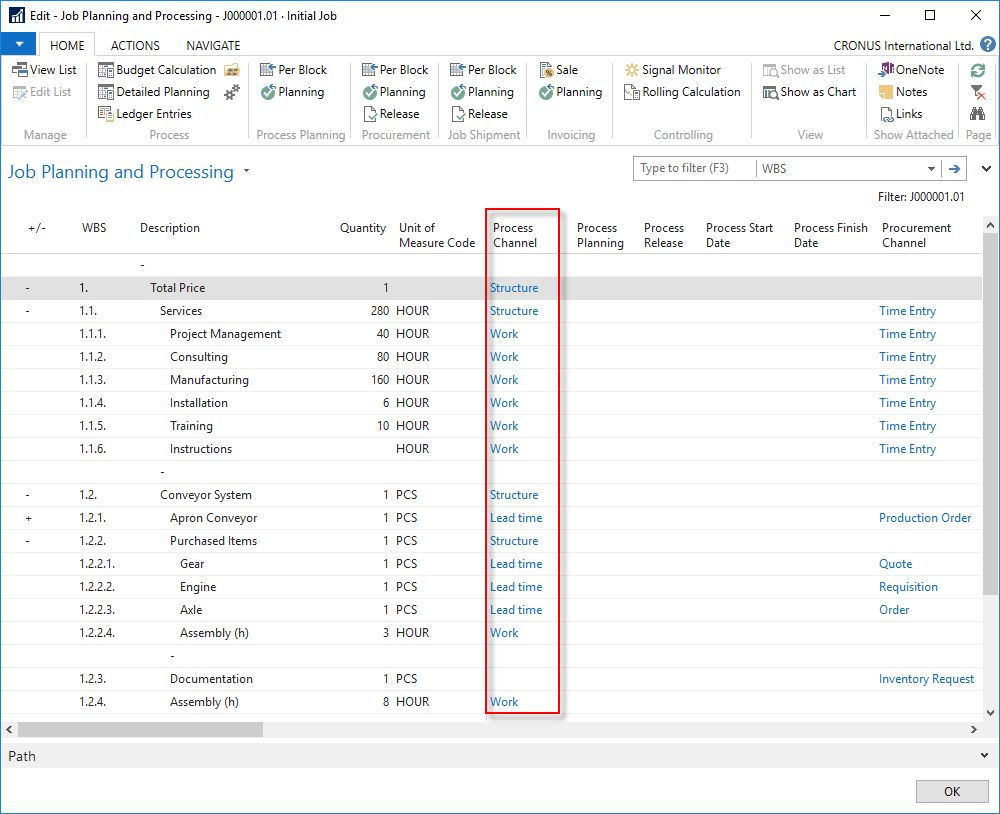 Edit - Job Planning and Processing - J000001.01 · Initial Job
HOME ACTIONS NAVIGATE CRONUS International Ltd. ?
View List Budget Calculation Per Block Per Block Per Block Sale Signal Monitor Show as List OneNote
Edit List Detailed Planning Planning Planning Planning Planning Rolling Calculation Show as Chart Notes
Ledger Entries Release Release Links
Manage Process Process Planning Procurement Job Shipment Invoicing Controlling View Show Attached Page
Job Planning and Processing Type to filter (F3) WBS
Filter: J000001.01
+/- WBS Description Quantity Unit of Process Process Process Process Start Process Finish Procurement
Measure Code Channel Planning Release Date Date Channel
-
- 1. Total Price 1 Structure
- 1.1. Services 280 HOUR Structure Time Entry
1.1.1. Project Management 40 HOUR Work Time Entry
1.1.2. Consulting 80 HOUR Work Time Entry
1.1.3. Manufacturing 160 HOUR Work Time Entry
1.1.4. Installation 6 HOUR Work Time Entry
1.1.5. Training 10 HOUR Work Time Entry
1.1.6. Instructions HOUR Work Time Entry
-
- 1.2. Conveyor System 1 PCS Structure
+ 1.2.1. Apron Conveyor 1 PCS Lead time Production Order
- 1.2.2. Purchased Items 1 PCS Structure
1.2.2.1. Gear 1 PCS Lead time Quote
1.2.2.2. Engine 1 PCS Lead time Requisition
1.2.2.3. Axle 1 PCS Lead time Order
1.2.2.4. Assembly (h) 3 HOUR Work
-
1.2.3. Documentation 1 PCS Inventory Request
1.2.4. Assembly (h) 8 HOUR Work
Path
OK